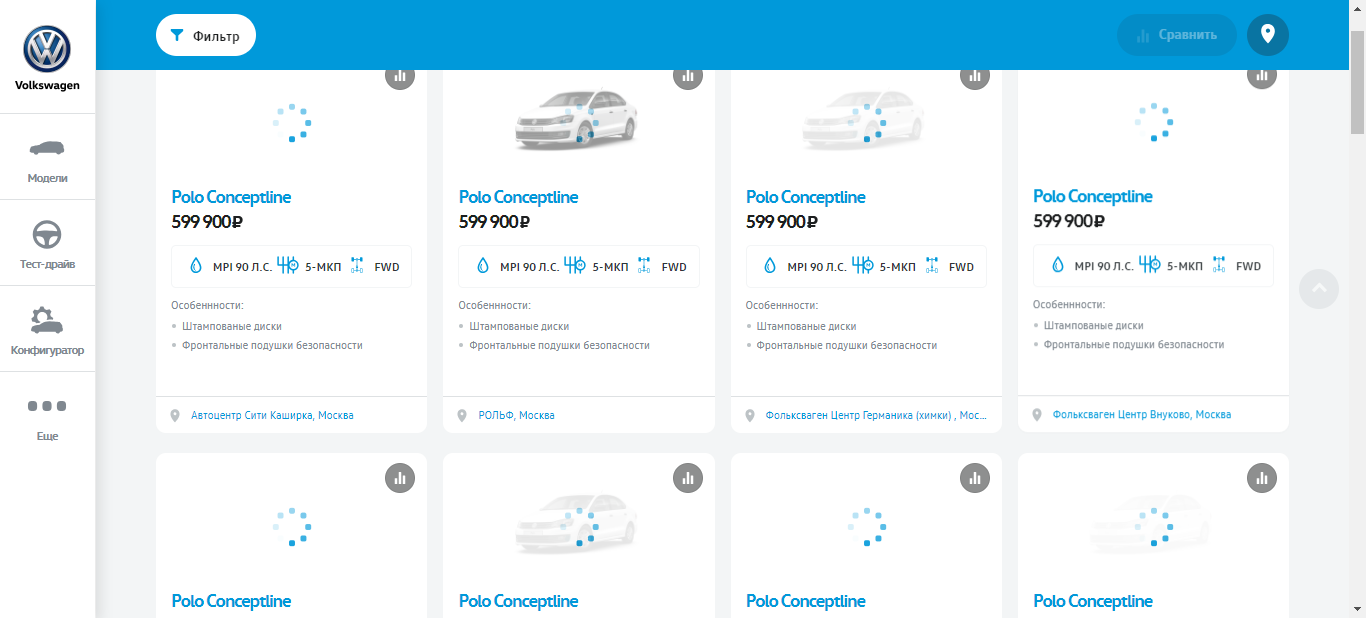 Volkswagen
Модели
Тест-драйв
Конфигуратор
Еще
Фильтр
Сравнить
Polo Conceptline
599 900₽
MPI 90 Л.С. 5-МКП FWD
Особеннности:
Штампованые диски
Фронтальные подушки безопасности
Автоцентр Сити Каширка, Москва
Polo Conceptline
599 900₽
MPI 90 Л.С. 5-МКП FWD
Особеннности:
Штампованые диски
Фронтальные подушки безопасности
РОЛЬФ, Москва
Polo Conceptline
599 900₽
MPI 90 Л.С. 5-МКП FWD
Особеннности:
Штампованые диски
Фронтальные подушки безопасности
Фольксваген Центр Германика (химки) , Мос...
Polo Conceptline
599 900₽
MPI 90 Л.С. 5-МКП FWD
Особеннности:
Штампованые диски
Фронтальные подушки безопасности
Фольксваген Центр Внуково, Москва
Polo Conceptline
Polo Conceptline
Polo Conceptline
Polo Conceptline